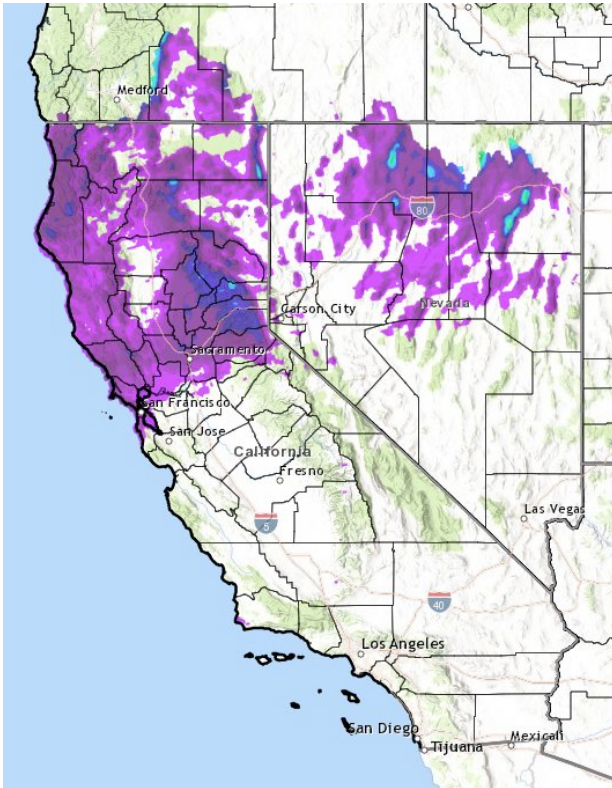 Medford
80
Carson City
Nevada
Sacramento
San Francisco
San Jose
California
Fresno
5
Las Vegas
40
Los Angeles
San Diego
Tijuana
Mexicali